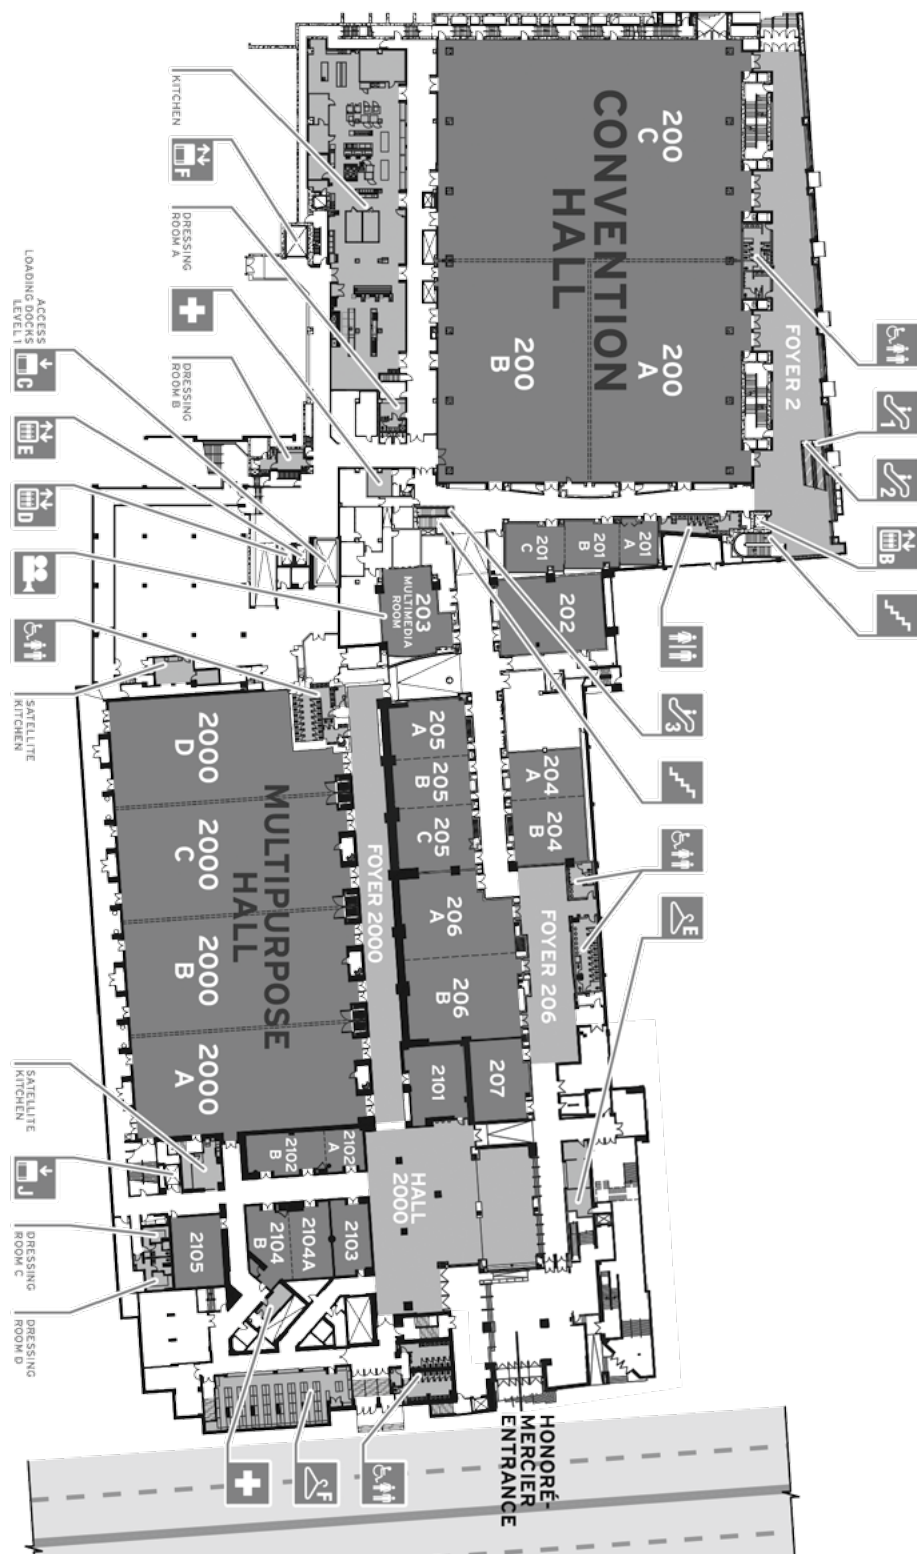 CONVENTION
HALL
200
C
200
A
200
B
FOYER 2
KITCHEN
F
DRESSING
ROOM A
ACCESS
LOADING DOCKS
LEVEL 1
C
DRESSING
ROOM B
E
D
1
2
B
201
A
201
B
201
C
202
203
MULTIMEDIA
ROOM
3
SATELLITE
KITCHEN
204
A
204
B
205
A
205
B
205
C
206
A
206
B
FOYER 206
E
207
2101
FOYER 2000
MULTIPURPOSE
HALL
2000
D
2000
C
2000
B
2000
A
SATELLITE
KITCHEN
J
DRESSING
ROOM C
DRESSING
ROOM D
2102
A
2102
B
HALL
2000
2103
2104A
2104
B
2105
F
HONORÉ-
MERCIER
ENTRANCE